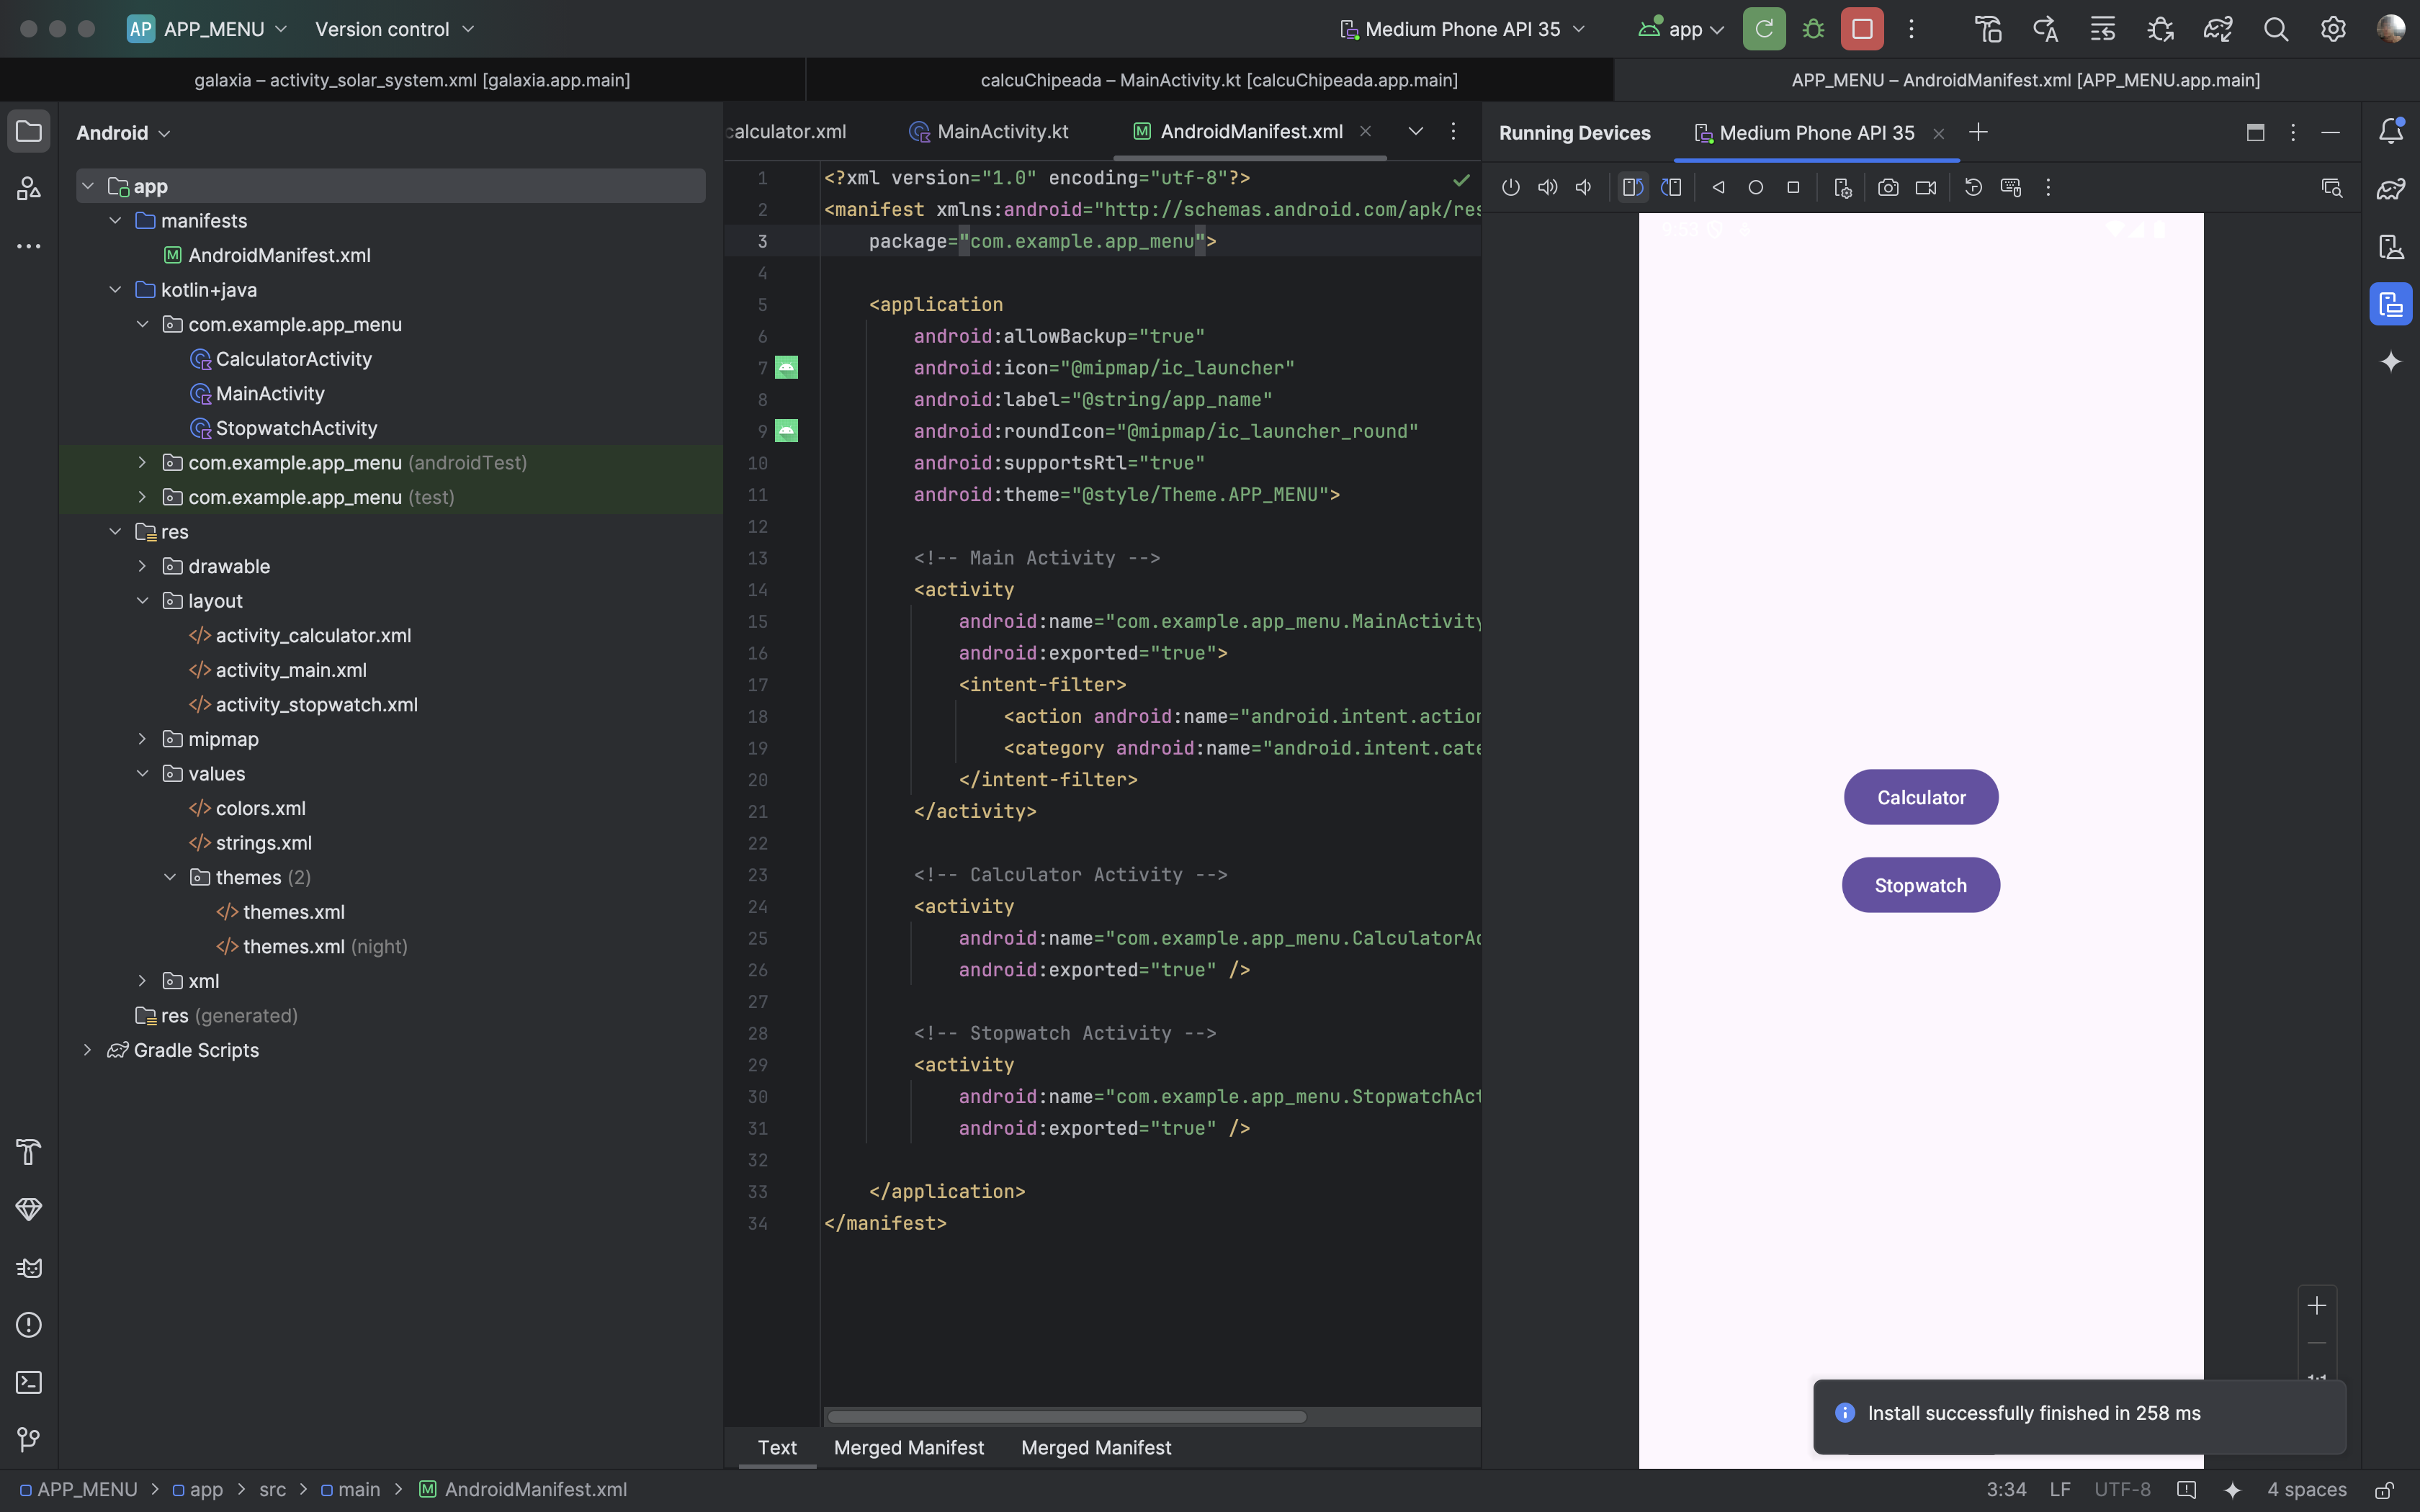 AP APP_MENU Version control Medium Phone API 35 app
galaxia – activity_solar_system.xml [galaxia.app.main] calcuChipeada – MainActivity.kt [calcuChipeada.app.main] APP_MENU – AndroidManifest.xml [APP_MENU.app.main]
Android
app
manifests
AndroidManifest.xml
kotlin+java
com.example.app_menu
CalculatorActivity
MainActivity
StopwatchActivity
com.example.app_menu (androidTest)
com.example.app_menu (test)
res
drawable
layout
activity_calculator.xml
activity_main.xml
activity_stopwatch.xml
mipmap
values
colors.xml
strings.xml
themes (2)
themes.xml
themes.xml (night)
xml
res (generated)
Gradle Scripts
calculator.xml MainActivity.kt AndroidManifest.xml
1 <?xml version="1.0" encoding="utf-8"?>
2 <manifest xmlns:android="http://schemas.android.com/apk/res
3 package="com.example.app_menu">
4
5 <application
6 android:allowBackup="true"
7 android:icon="@mipmap/ic_launcher"
8 android:label="@string/app_name"
9 android:roundIcon="@mipmap/ic_launcher_round"
10 android:supportsRtl="true"
11 android:theme="@style/Theme.APP_MENU">
12
13 <!-- Main Activity -->
14 <activity
15 android:name="com.example.app_menu.MainActivity
16 android:exported="true">
17 <intent-filter>
18 <action android:name="android.intent.action
19 <category android:name="android.intent.cate
20 </intent-filter>
21 </activity>
22
23 <!-- Calculator Activity -->
24 <activity
25 android:name="com.example.app_menu.CalculatorAc
26 android:exported="true" />
27
28 <!-- Stopwatch Activity -->
29 <activity
30 android:name="com.example.app_menu.StopwatchAct
31 android:exported="true" />
32
33 </application>
34 </manifest>
Text Merged Manifest Merged Manifest
Running Devices Medium Phone API 35
Calculator
Stopwatch
Install successfully finished in 258 ms
APP_MENU > app > src > main > AndroidManifest.xml 3:34 LF UTF-8 4 spaces